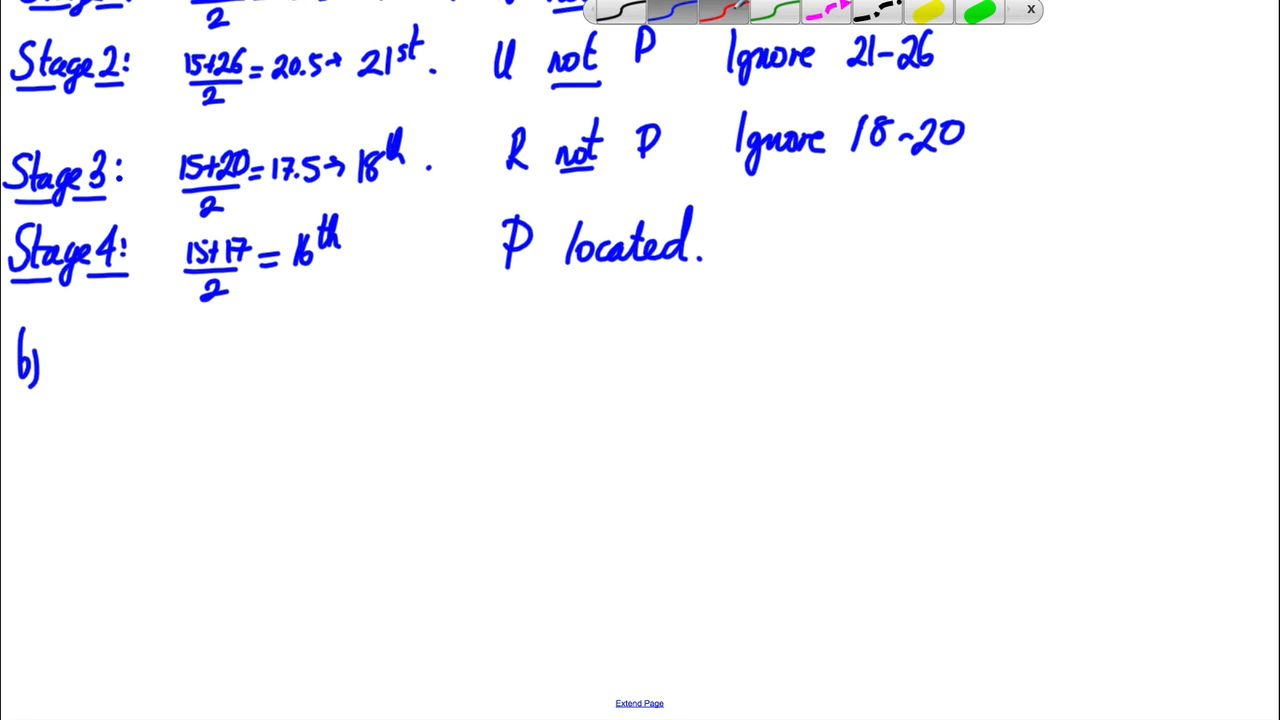 x
2
Stage 2: 15+26/2 = 20.5 → 21st. U not P Ignore 21-26
Stage 3: 15+20/2 = 17.5 → 18th. R not P Ignore 18-20
Stage 4: 15+17/2 = 16th P located.
b)
Extend Page